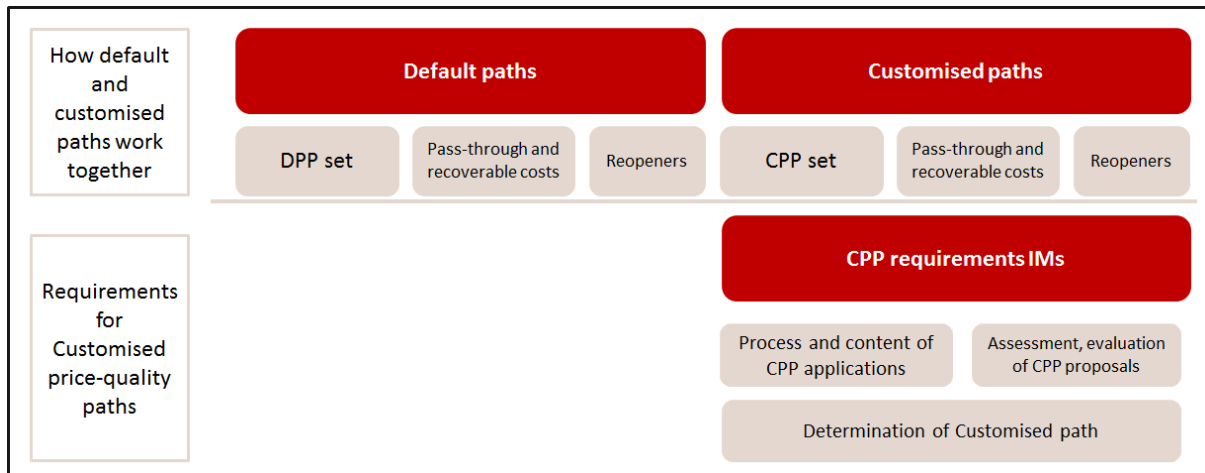 How default
and
customised
paths work
together
Default paths
Customised paths
DPP set
Pass-through and
recoverable costs
Reopeners
CPP set
Pass-through and
recoverable costs
Reopeners
Requirements
for
Customised
price-quality
paths
CPP requirements IMs
Process and content of
CPP applications
Assessment, evaluation
of CPP proposals
Determination of Customised path